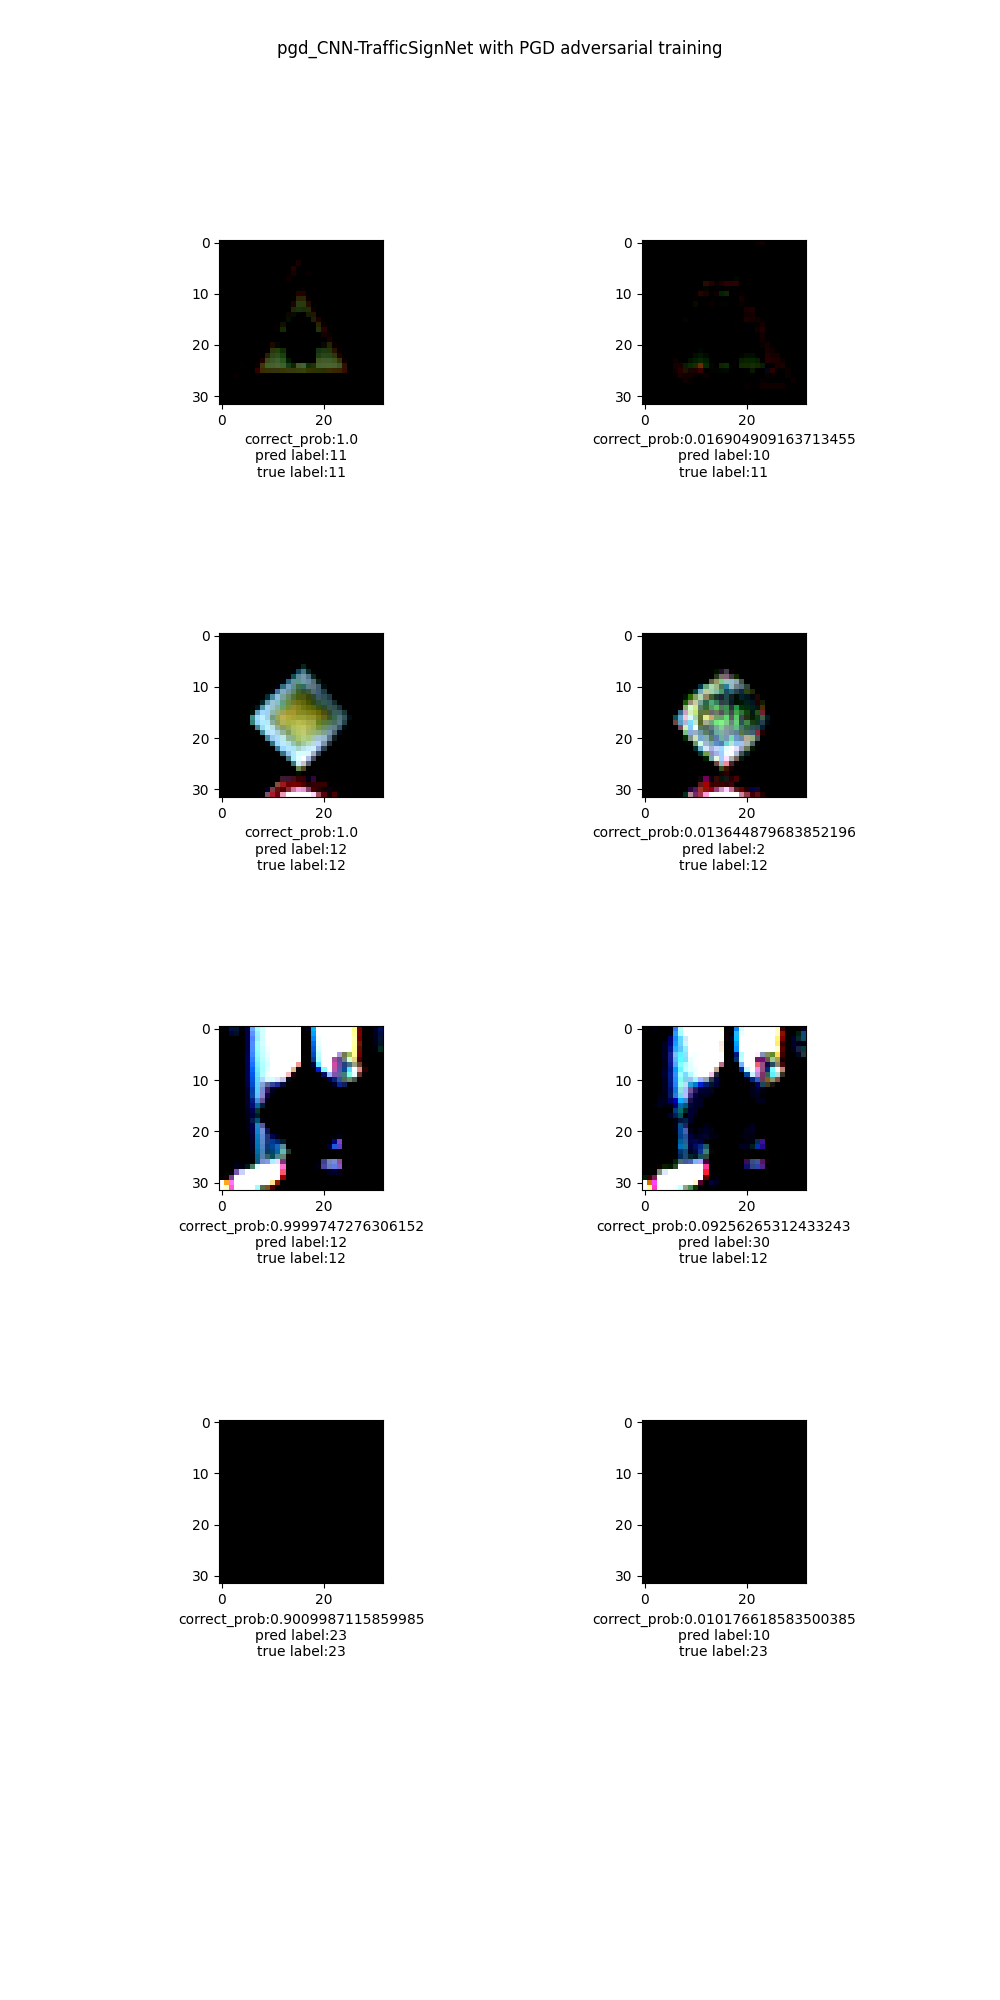 pgd_CNN-TrafficSignNet with PGD adversarial training
0
10
20
30
0 20
correct_prob:1.0
pred label:11
true label:11
0
10
20
30
0 20
correct_prob:0.016904909163713455
pred label:10
true label:11
0
10
20
30
0 20
correct_prob:1.0
pred label:12
true label:12
0
10
20
30
0 20
correct_prob:0.013644879683852196
pred label:2
true label:12
0
10
20
30
0 20
correct_prob:0.9999747276306152
pred label:12
true label:12
0
10
20
30
0 20
correct_prob:0.09256265312433243
pred label:30
true label:12
0
10
20
30
0 20
correct_prob:0.9009987115859985
pred label:23
true label:23
0
10
20
30
0 20
correct_prob:0.010176618583500385
pred label:10
true label:23